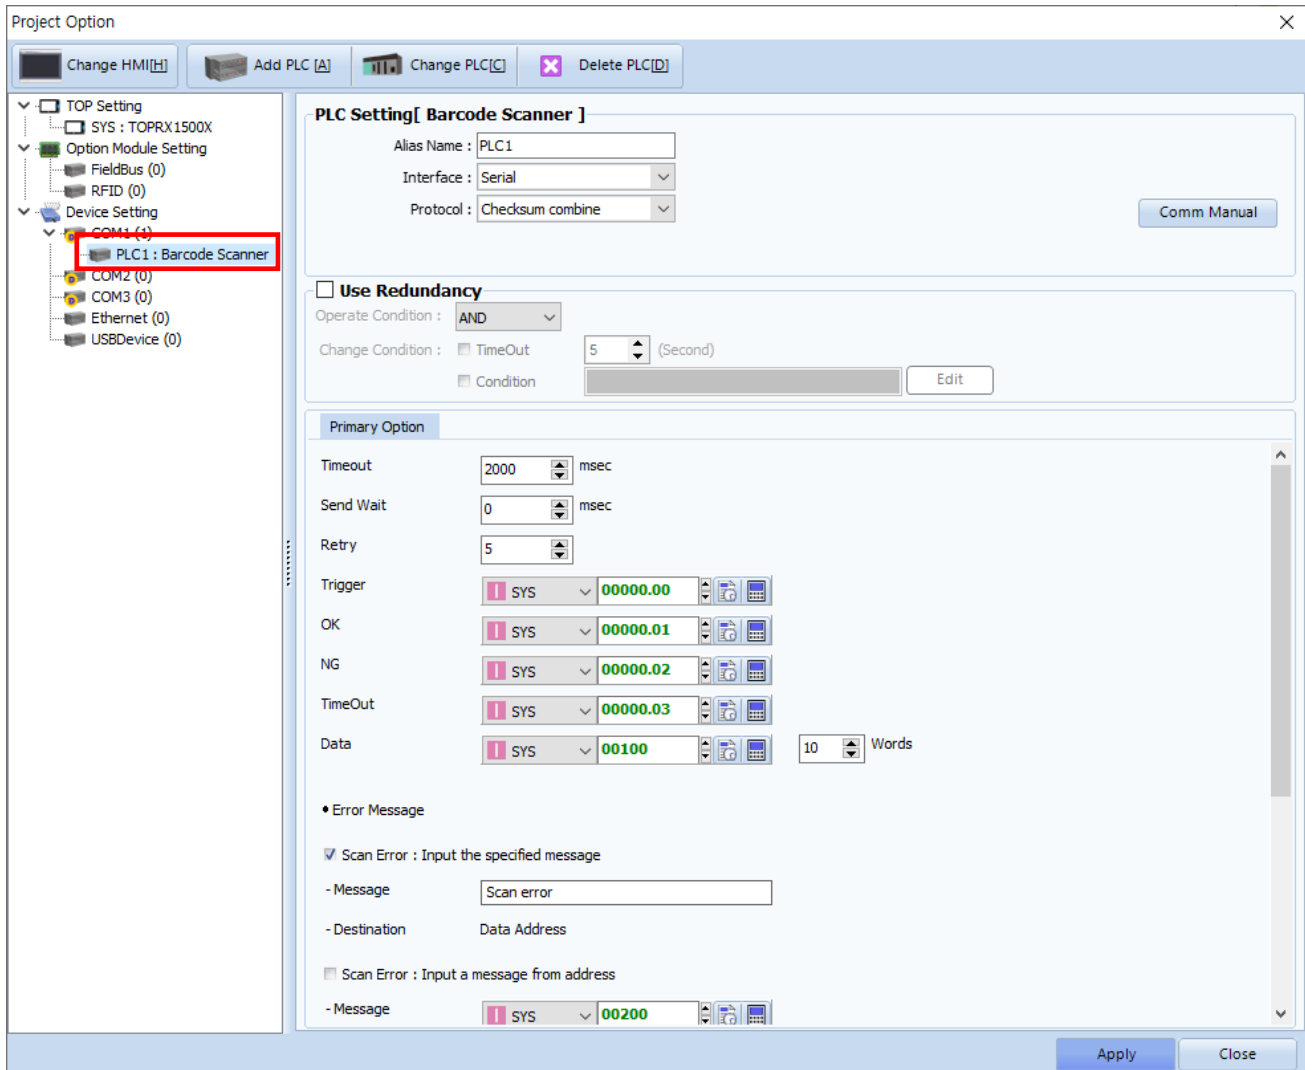 Project Option
Change HMI[H] Add PLC [A] Change PLC[C] Delete PLC[D]
TOP Setting
SYS : TOPRX1500X
Option Module Setting
FieldBus (0)
RFID (0)
Device Setting
COM1 (1)
PLC1 : Barcode Scanner
COM2 (0)
COM3 (0)
Ethernet (0)
USBDevice (0)
PLC Setting[ Barcode Scanner ]
Alias Name : PLC1
Interface : Serial
Protocol : Checksum combine
Comm Manual
Use Redundancy
Operate Condition : AND
Change Condition : TimeOut 5 (Second)
Condition Edit
Primary Option
Timeout 2000 msec
Send Wait 0 msec
Retry 5
Trigger SYS 00000.00
OK SYS 00000.01
NG SYS 00000.02
TimeOut SYS 00000.03
Data SYS 00100 10 Words
• Error Message
Scan Error : Input the specified message
- Message Scan error
- Destination Data Address
Scan Error : Input a message from address
- Message SYS 00200
Apply Close